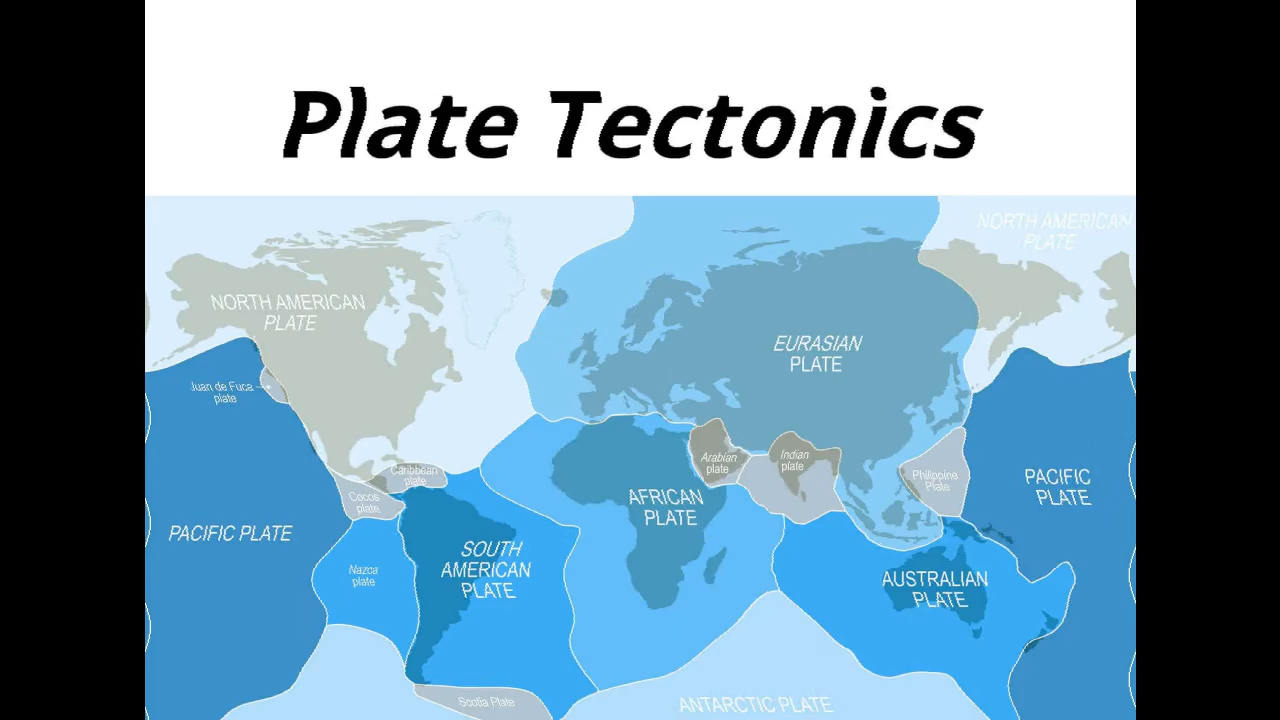 Plate Tectonics
NORTH AMERICAN
PLATE
NORTH AMERICAN
PLATE
EURASIAN
PLATE
Juan de Fuca
plate
Caribbean
plate
Cocos
plate
Arabian
plate
Indian
plate
Philippine
Plate
PACIFIC
PLATE
AFRICAN
PLATE
PACIFIC PLATE
Nazca
plate
SOUTH
AMERICAN
PLATE
AUSTRALIAN
PLATE
Scotia Plate
ANTARCTIC PLATE